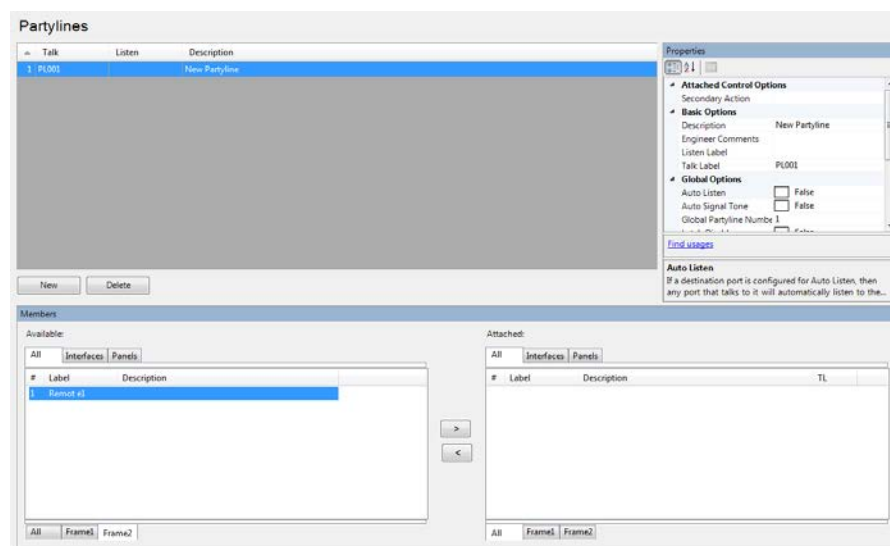 Partylines
Talk Listen Description
1 PL001 New Partyline
New Delete
Properties
Attached Control Options
Secondary Action
Basic Options
Description New Partyline
Engineer Comments
Listen Label
Talk Label PL001
Global Options
Auto Listen False
Auto Signal Tone False
Global Partyline Numbe 1
Find usages
Auto Listen
If a destination port is configured for Auto Listen, then
any port that talks to it will automatically listen to the...
Members
Available:
All Interfaces Panels
# Label Description
1 Remot e1
All Frame1 Frame2
>
<
Attached:
All Interfaces Panels
# Label Description TL
All Frame1 Frame2